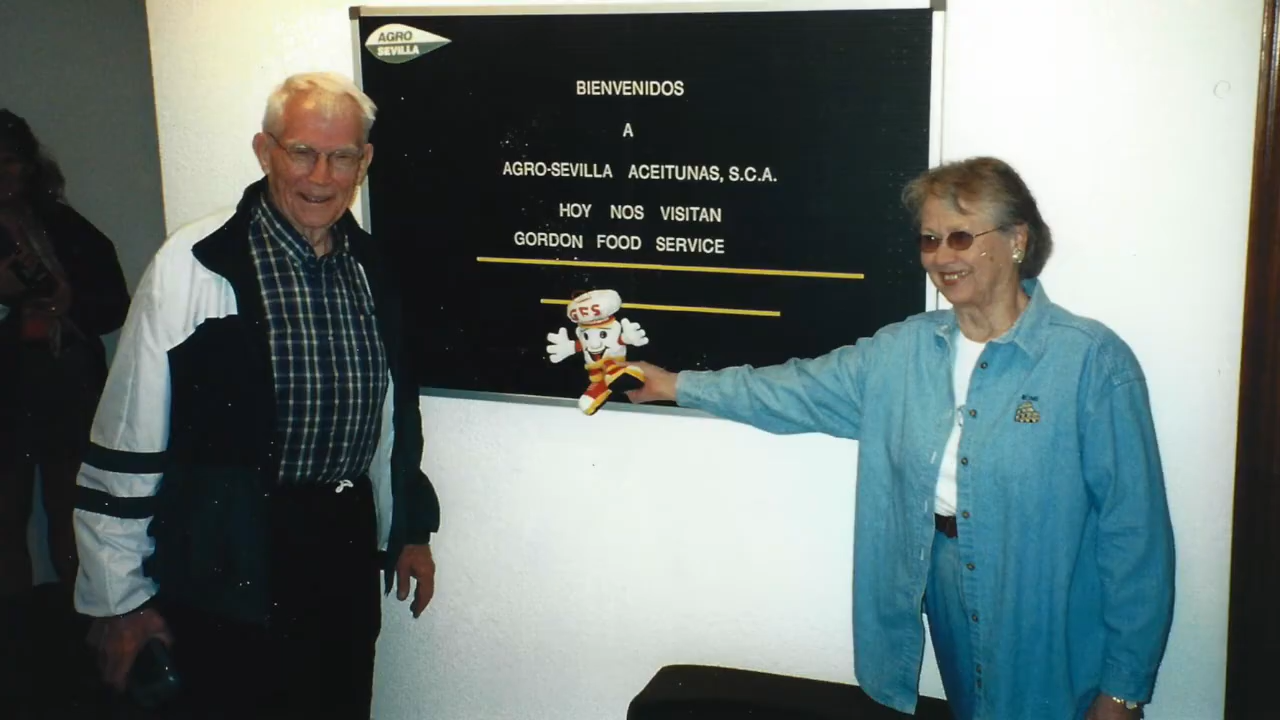 AGRO
SEVILLA
BIENVENIDOS
A
AGRO-SEVILLA ACEITUNAS, S.C.A.
HOY NOS VISITAN
GORDON FOOD SERVICE
GFS